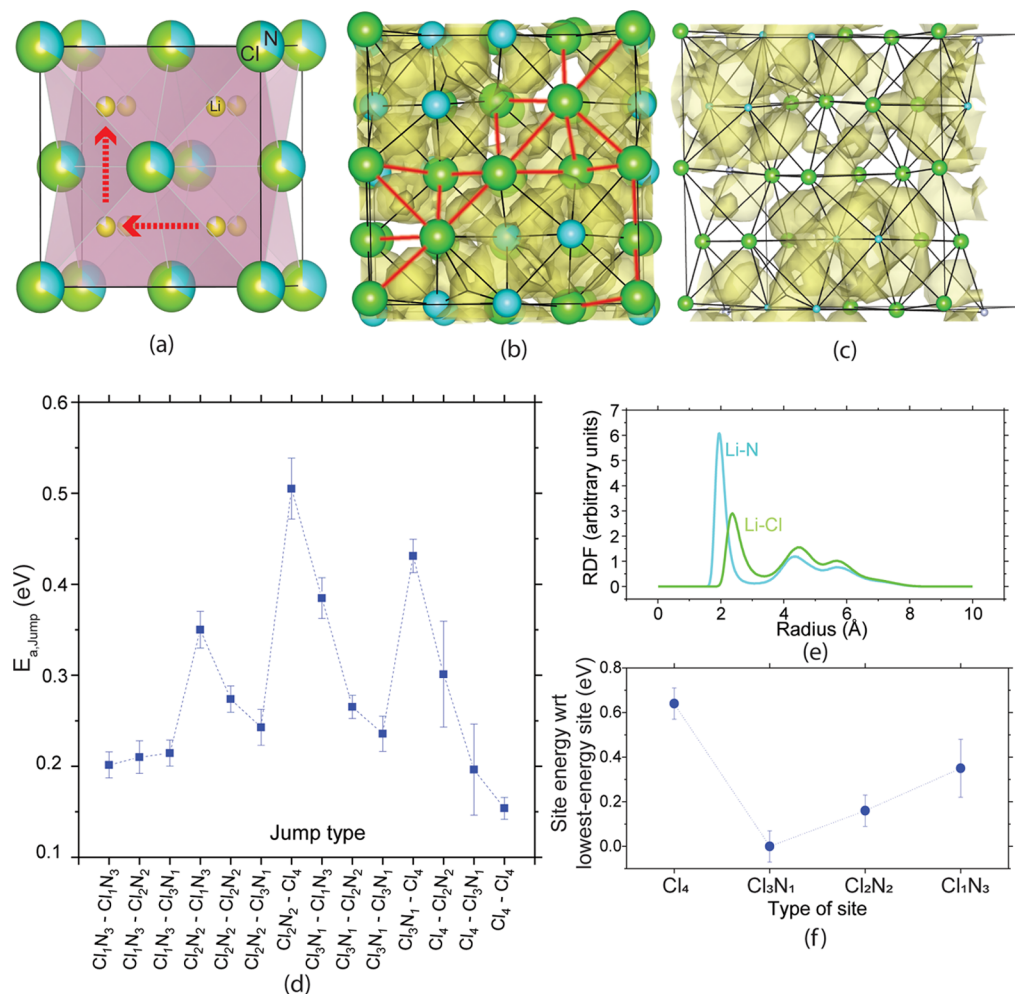 N
Cl
Li
(a)
(b)
(c)
0.6
0.5
0.4
0.3
0.2
0.1
E a,Jump (eV)
Jump type
Cl₁N₃ - Cl₁N₃
Cl₁N₃ - Cl₂N₂
Cl₁N₃ - Cl₃N₁
Cl₂N₂ - Cl₁N₃
Cl₂N₂ - Cl₂N₂
Cl₂N₂ - Cl₃N₁
Cl₂N₂ - Cl₄
Cl₃N₁ - Cl₁N₃
Cl₃N₁ - Cl₂N₂
Cl₃N₁ - Cl₃N₁
Cl₃N₁ - Cl₄
Cl₄ - Cl₂N₂
Cl₄ - Cl₃N₁
Cl₄ - Cl₄
(d)
7
6
5
4
3
2
1
0
RDF (arbitrary units)
Li-N
Li-Cl
0 2 4 6 8 10
Radius (Å)
(e)
0.8
0.6
0.4
0.2
0.0
Site energy wrt
lowest-energy site (eV)
Cl₄ Cl₃N₁ Cl₂N₂ Cl₁N₃
Type of site
(f)